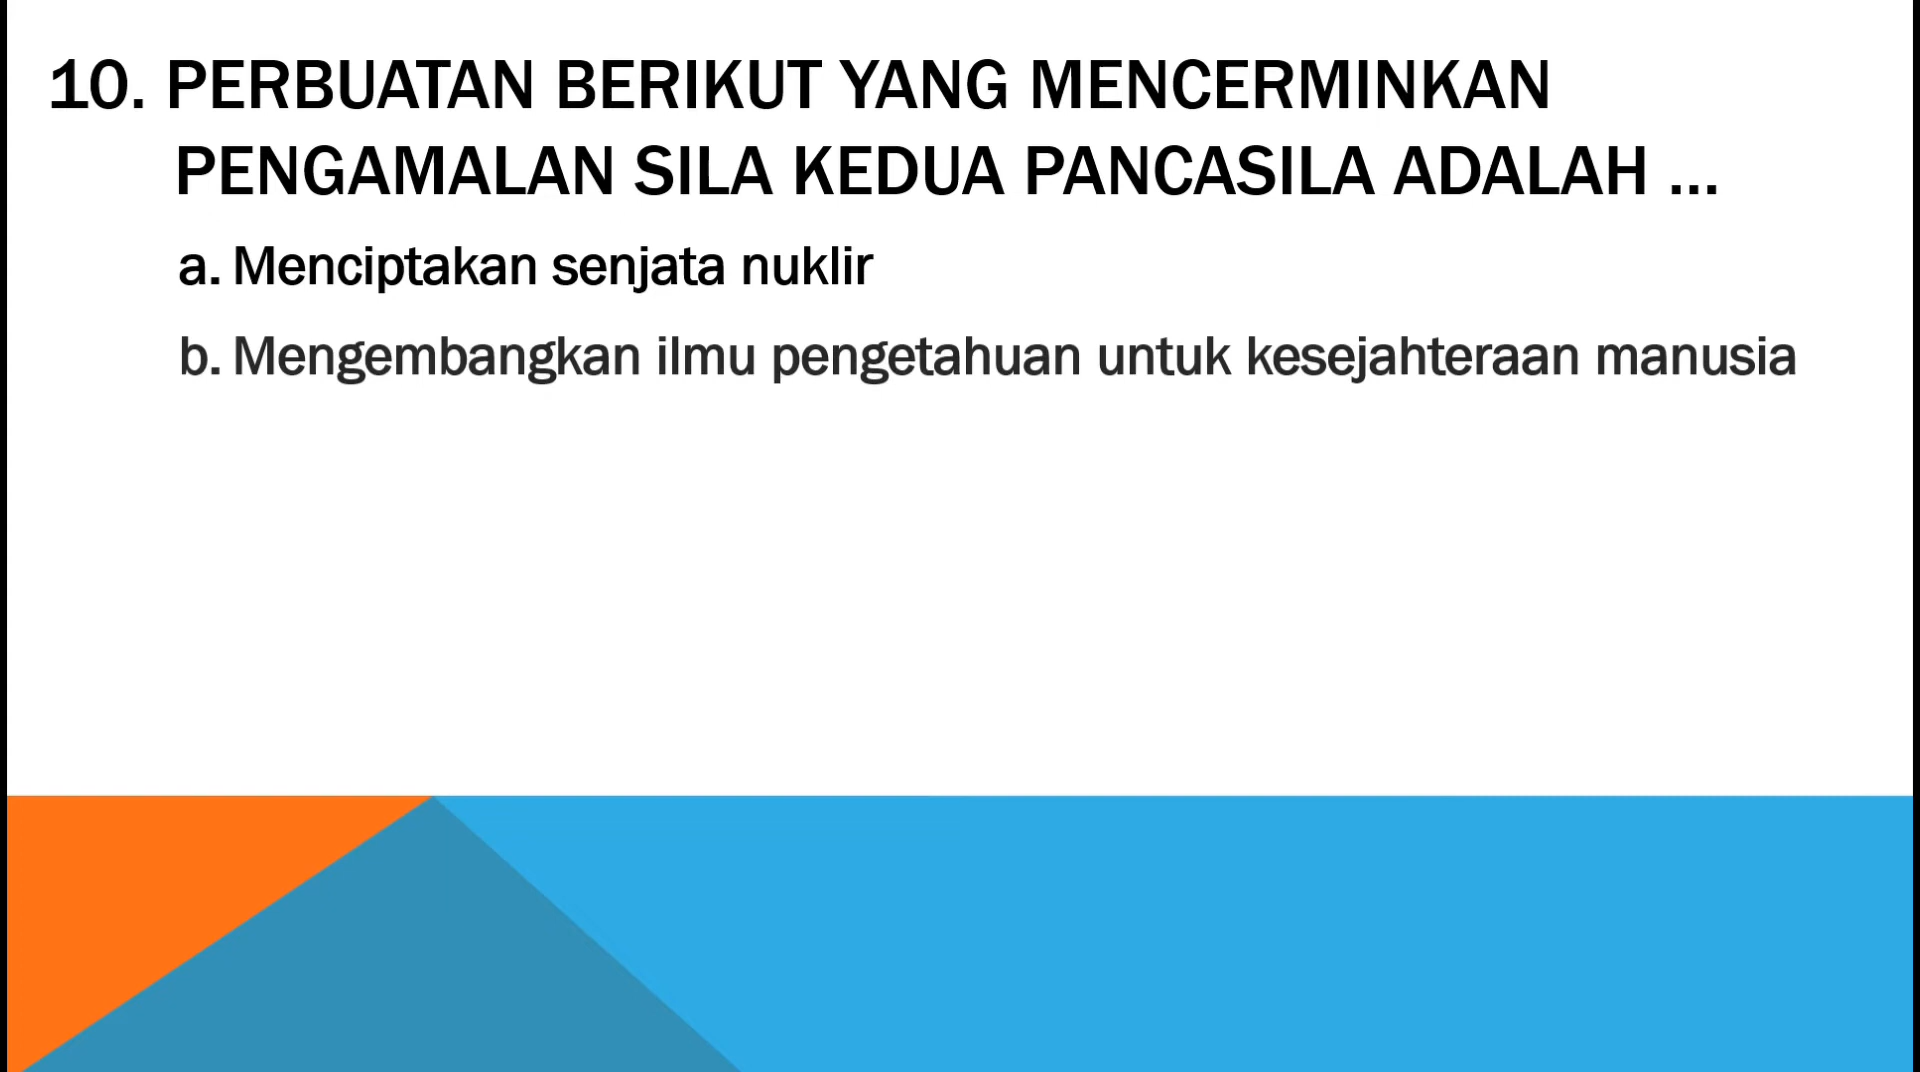 10. PERBUATAN BERIKUT YANG MENCERMINKAN
PENGAMALAN SILA KEDUA PANCASILA ADALAH ...
a. Menciptakan senjata nuklir
b. Mengembangkan ilmu pengetahuan untuk kesejahteraan manusia